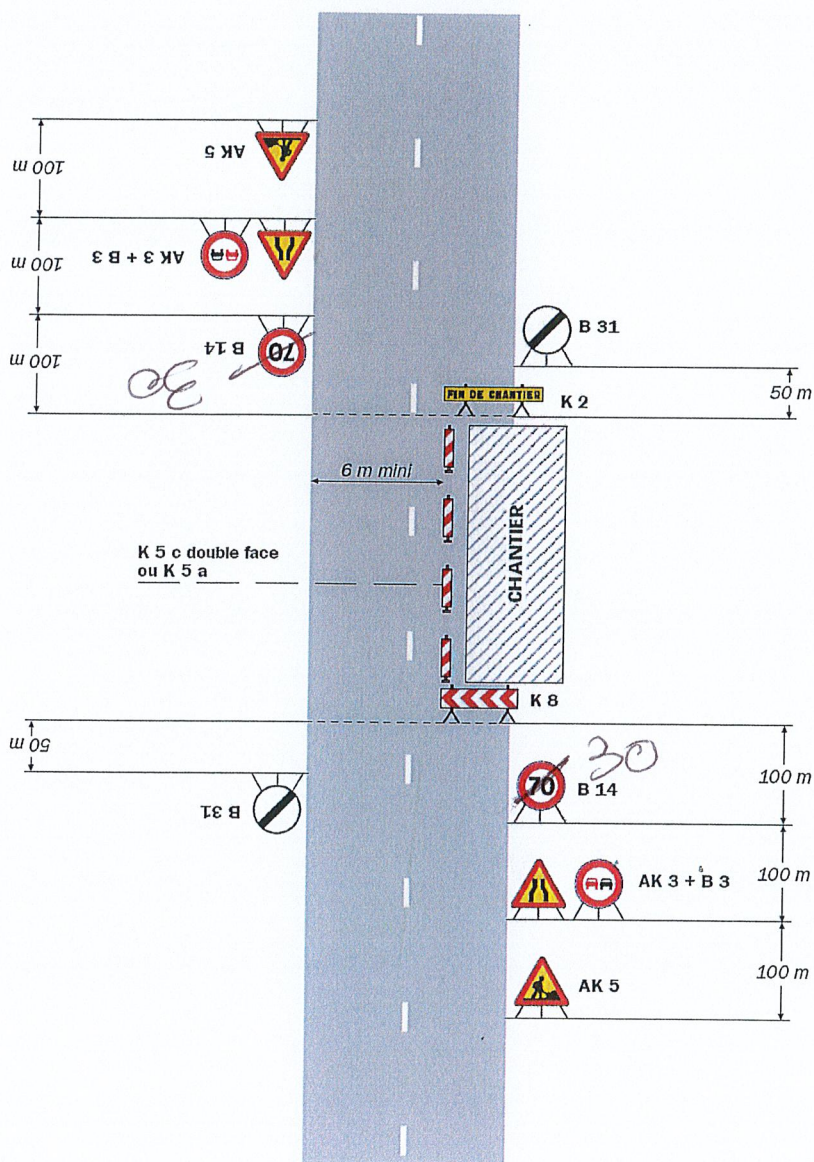 AK 5
100 m
AK 3 + B 3
100 m
70
B 14
100 m
30
B 31
50 m
FIN DE CHANTIER
K 2
6 m mini
CHANTIER
K 5 c double face
ou K 5 a
K 8
50 m
B 31
70
30
B 14
100 m
AK 3 + B 3
100 m
AK 5
100 m